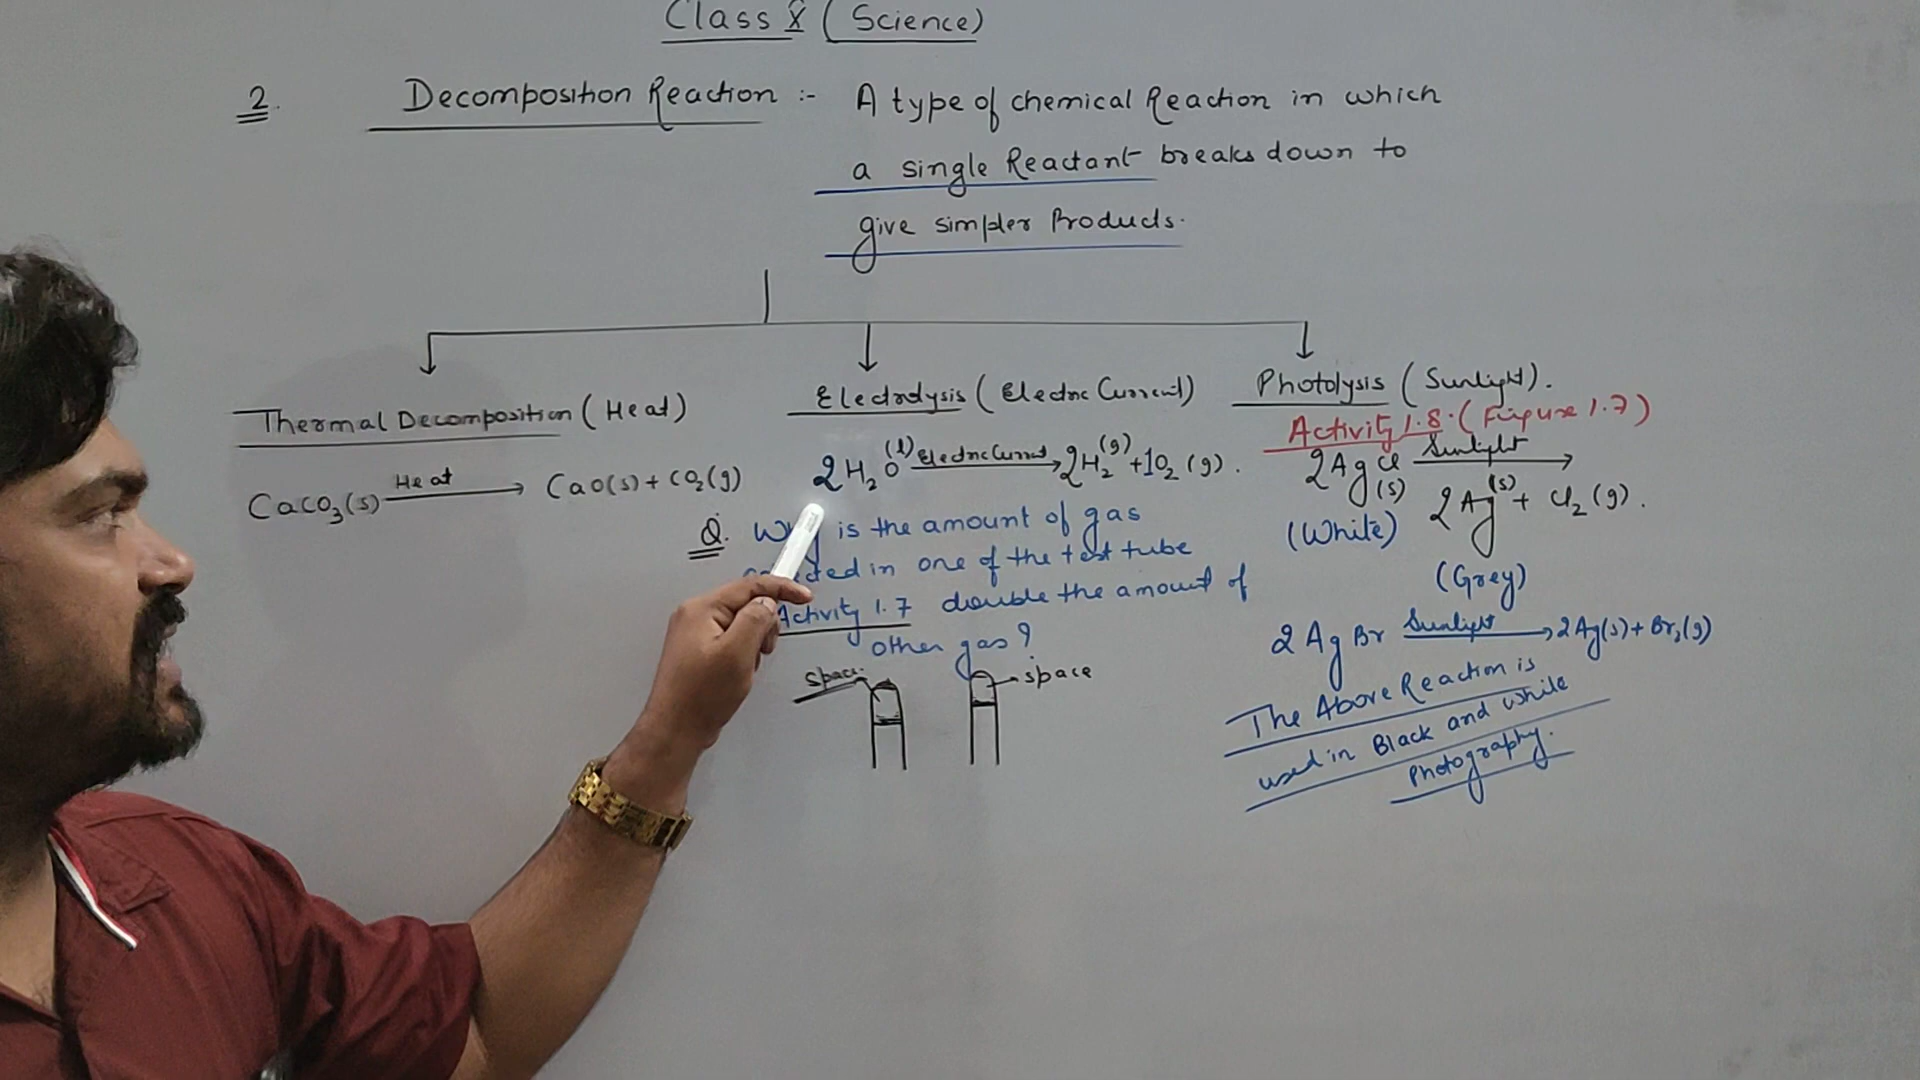 Class X (Science)
2. Decomposition Reaction :- A type of chemical Reaction in which
a single Reactant breaks down to
give simpler Products.
Thermal Decomposition (Heat)
CaCO3(s) Heat → CaO(s) + CO2(g)
Electrolysis (Electric Current)
2H2O(l) Electric Current → 2H2(g) + 1O2(g).
Q. Why is the amount of gas
in one of the test tube
Activity 1.7 double the amount of
other gas?
space
space
Photolysis (Sunlight).
Activity 1.8. (Figure 1.7)
2AgCl(s) Sunlight →
2Ag(s) + Cl2(g).
(White)
(Grey)
2AgBr Sunlight → 2Ag(s) + Br2(g)
The Above Reaction is
used in Black and While
Photography.